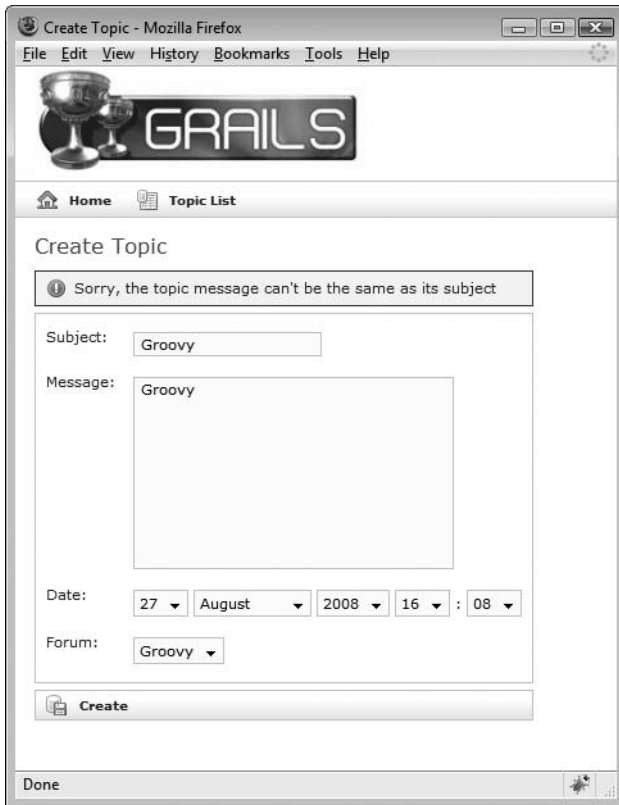 Create Topic - Mozilla Firefox
File Edit View History Bookmarks Tools Help
GRAILS
Home Topic List
Create Topic
Sorry, the topic message can't be the same as its subject
Subject: Groovy
Message: Groovy
Date: 27 August 2008 16 : 08
Forum: Groovy
Create
Done